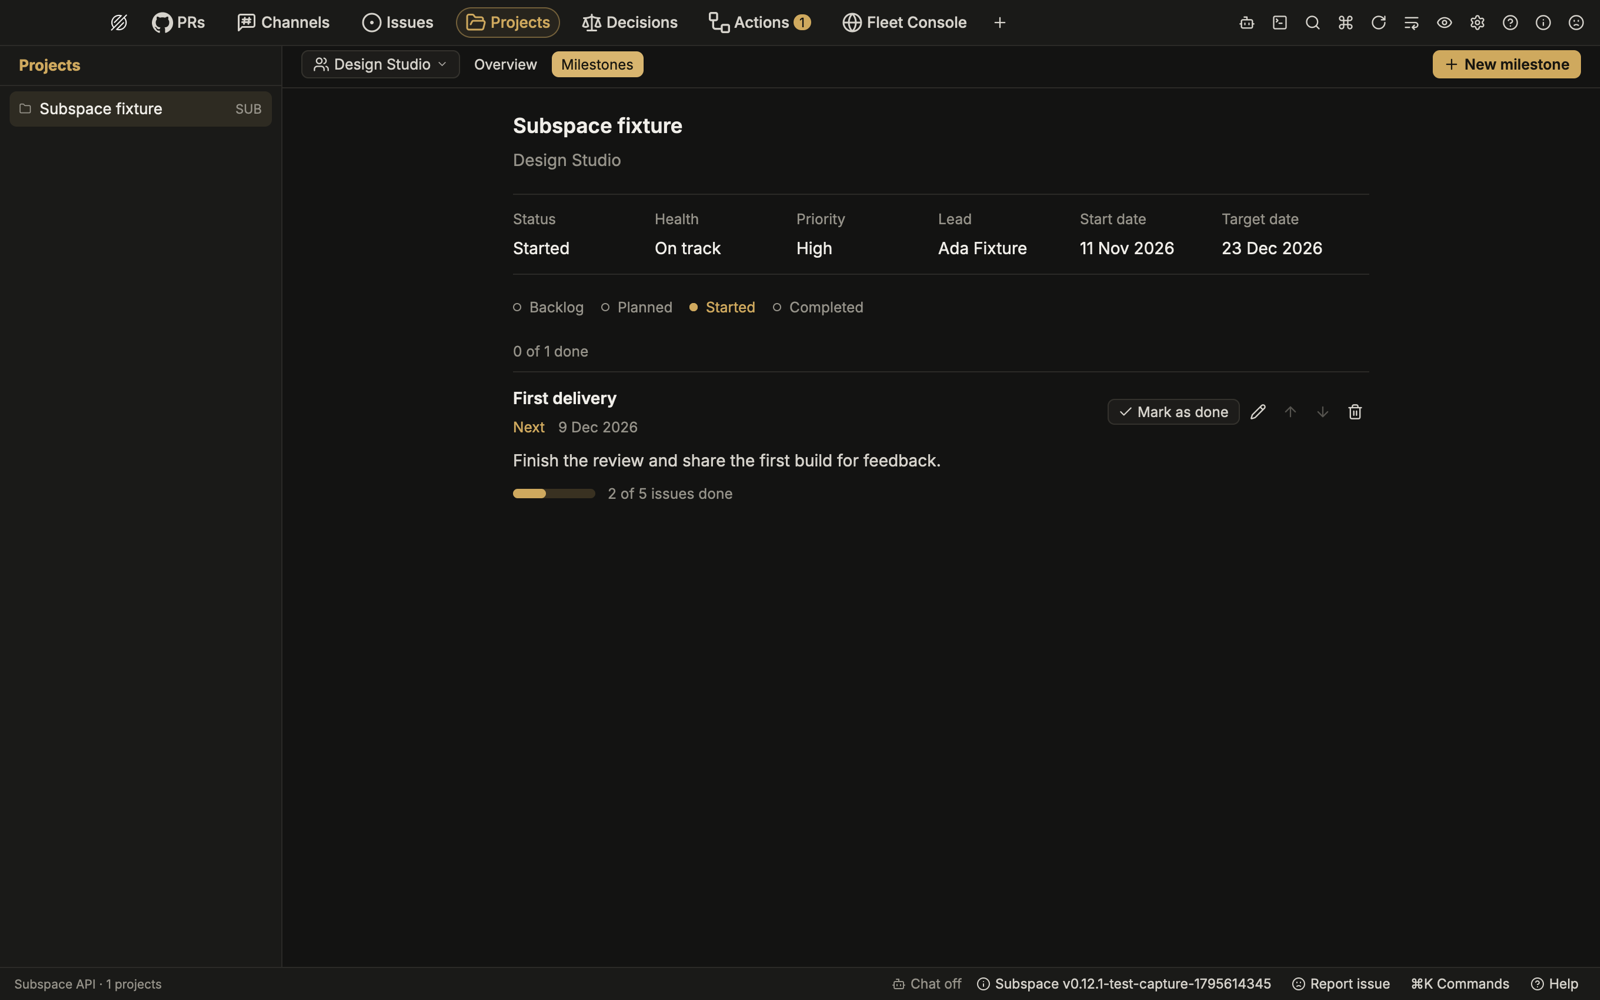 PRs Channels Issues Projects Decisions Actions 1 Fleet Console
Projects
Design Studio Overview Milestones New milestone
Subspace fixture SUB
Subspace fixture
Design Studio
Status Health Priority Lead Start date Target date
Started On track High Ada Fixture 11 Nov 2026 23 Dec 2026
Backlog Planned Started Completed
0 of 1 done
First delivery
Mark as done
Next 9 Dec 2026
Finish the review and share the first build for feedback.
2 of 5 issues done
Subspace API · 1 projects Chat off Subspace v0.12.1-test-capture-1795614345 Report issue ⌘K Commands Help